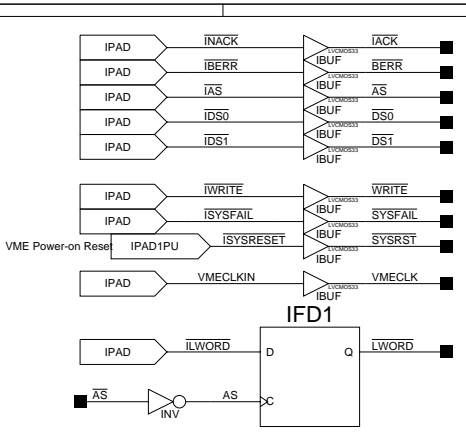 IPAD INACK LVCMOS33 IBUF IACK
IPAD IBERR LVCMOS33 IBUF BERR
IPAD IAS LVCMOS33 IBUF AS
IPAD IDS0 LVCMOS33 IBUF DS0
IPAD IDS1 LVCMOS33 IBUF DS1
IPAD IWRITE LVCMOS33 IBUF WRITE
IPAD ISYSFAIL LVCMOS33 IBUF SYSFAIL
VME Power-on Reset IPAD1PU ISYSRESET LVCMOS33 IBUF SYSRST
IPAD VMECLKIN LVCMOS33 IBUF VMECLK
IFD1
IPAD ILWORD D Q LWORD
AS INV AS C